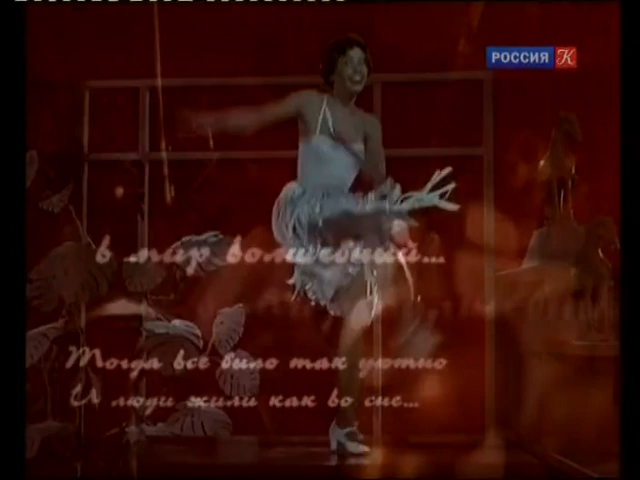 РОССИЯ К
в мир волшебный...
Тогда всё было так уютно
И люди жили как во сне...